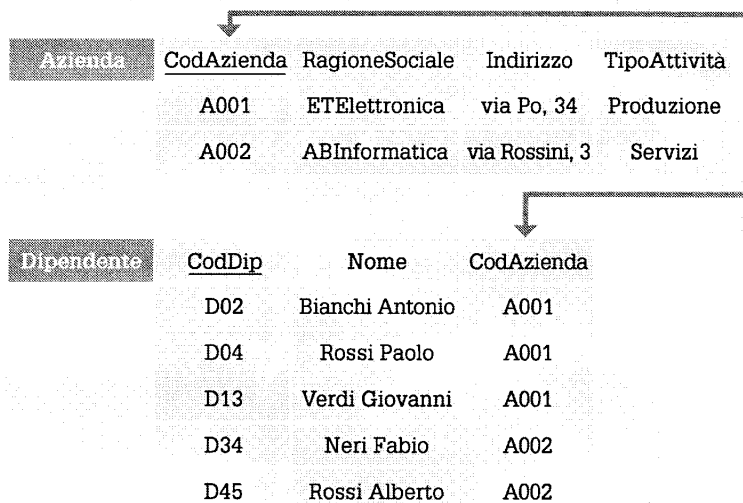 Azienda CodAzienda RagioneSociale Indirizzo TipoAttività
A001 ETElettronica via Po, 34 Produzione
A002 ABInformatica via Rossini, 3 Servizi
Dipendente CodDip Nome CodAzienda
D02 Bianchi Antonio A001
D04 Rossi Paolo A001
D13 Verdi Giovanni A001
D34 Neri Fabio A002
D45 Rossi Alberto A002